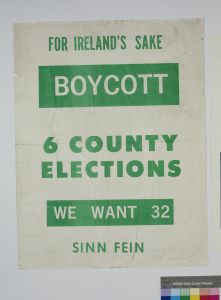 FOR IRELAND'S SAKE
BOYCOTT
6 COUNTY
ELECTIONS
WE WANT 32
SINN FEIN